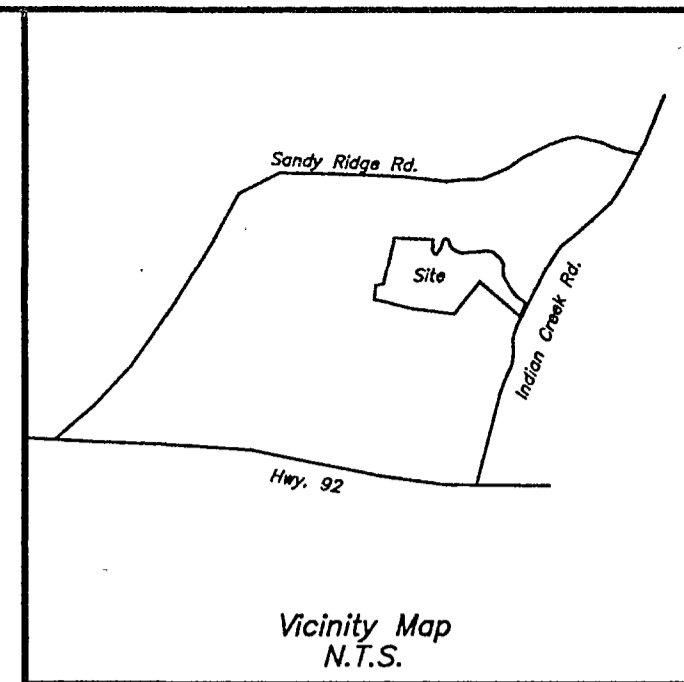 Sandy Ridge Rd.
Site
Indian Creek Rd.
Hwy. 92
Vicinity Map
N.T.S.